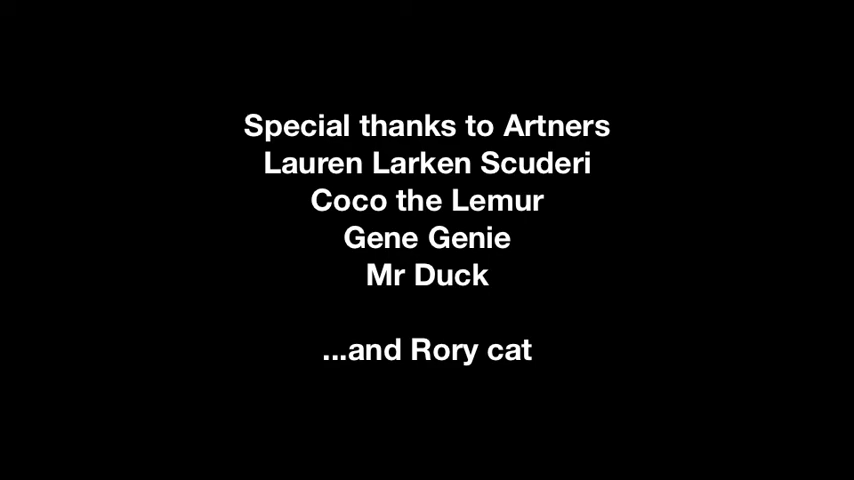 Special thanks to Artners
Lauren Larken Scuderi
Coco the Lemur
Gene Genie
Mr Duck
...and Rory cat